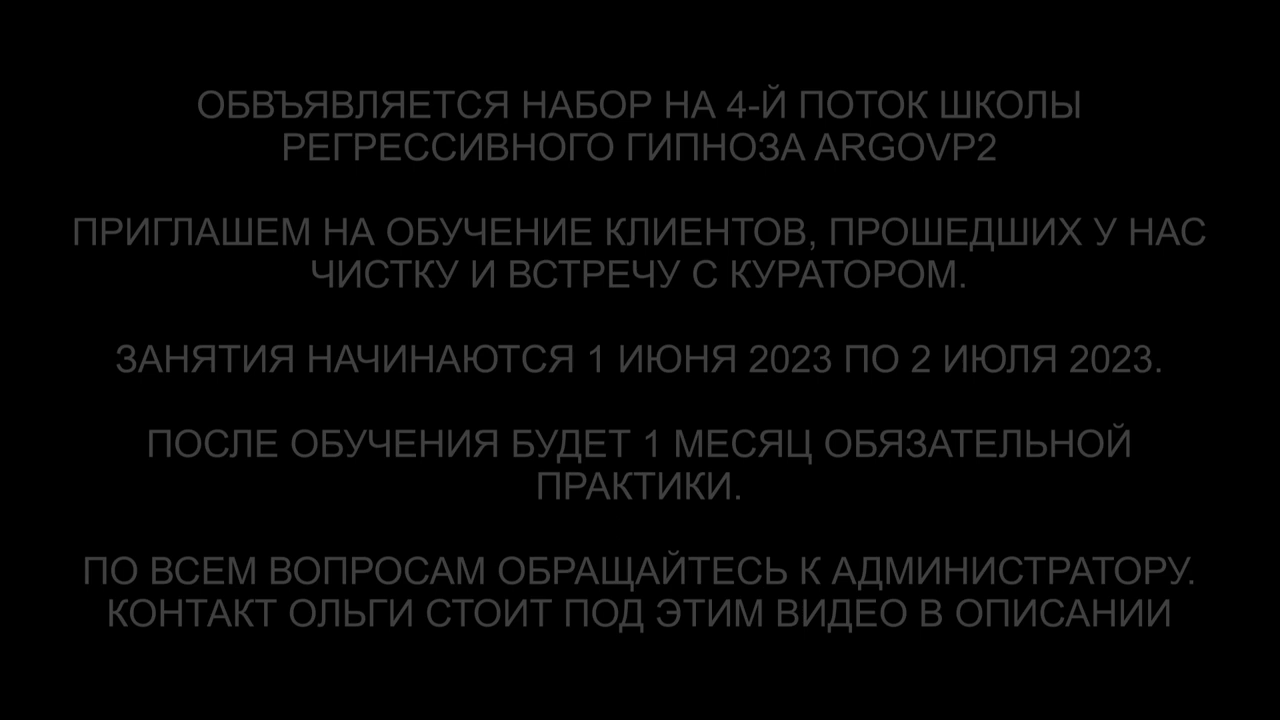 ОБВЪЯВЛЯЕТСЯ НАБОР НА 4-Й ПОТОК ШКОЛЫ
РЕГРЕССИВНОГО ГИПНОЗА ARGOVP2
ПРИГЛАШЕМ НА ОБУЧЕНИЕ КЛИЕНТОВ, ПРОШЕДШИХ У НАС
ЧИСТКУ И ВСТРЕЧУ С КУРАТОРОМ.
ЗАНЯТИЯ НАЧИНАЮТСЯ 1 ИЮНЯ 2023 ПО 2 ИЮЛЯ 2023.
ПОСЛЕ ОБУЧЕНИЯ БУДЕТ 1 МЕСЯЦ ОБЯЗАТЕЛЬНОЙ
ПРАКТИКИ.
ПО ВСЕМ ВОПРОСАМ ОБРАЩАЙТЕСЬ К АДМИНИСТРАТОРУ.
КОНТАКТ ОЛЬГИ СТОИТ ПОД ЭТИМ ВИДЕО В ОПИСАНИИ